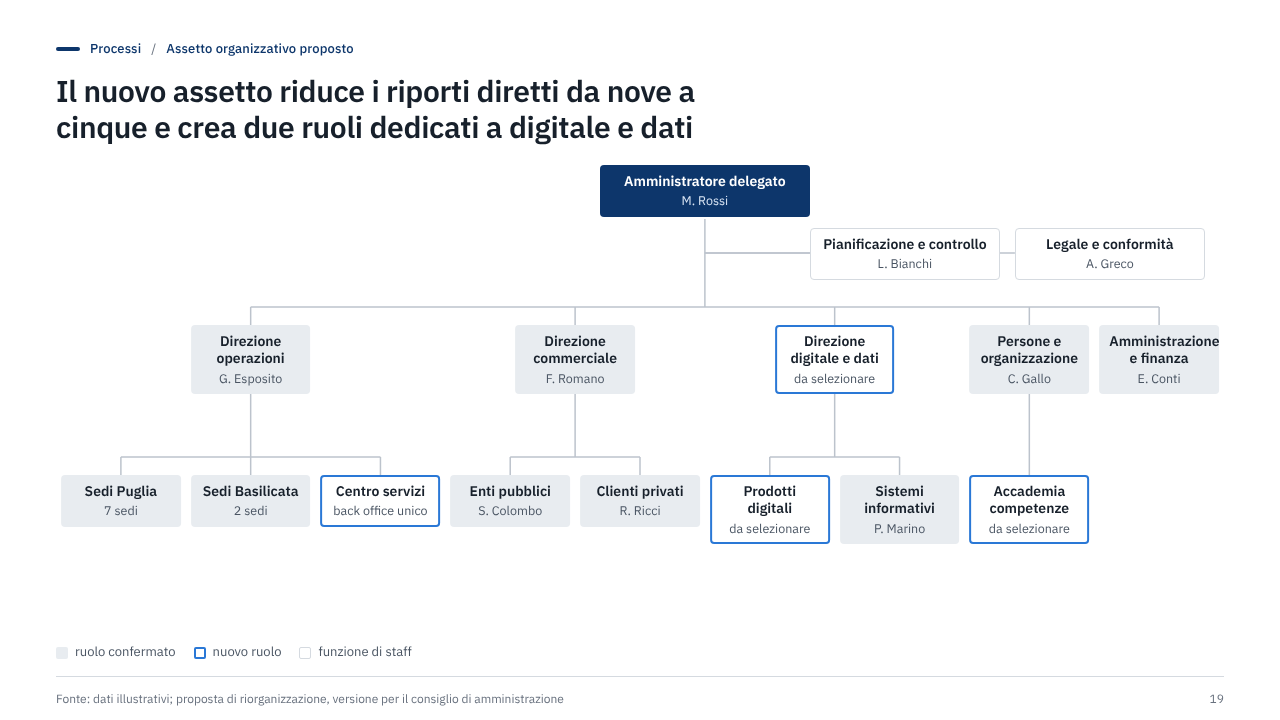 Processi / Assetto organizzativo proposto
Il nuovo assetto riduce i riporti diretti da nove a
cinque e crea due ruoli dedicati a digitale e dati
Amministratore delegato
M. Rossi
Pianificazione e controllo
L. Bianchi
Legale e conformità
A. Greco
Direzione
operazioni
G. Esposito
Direzione
commerciale
F. Romano
Direzione
digitale e dati
da selezionare
Persone e
organizzazione
C. Gallo
Amministrazione
e finanza
E. Conti
Sedi Puglia
7 sedi
Sedi Basilicata
2 sedi
Centro servizi
back office unico
Enti pubblici
S. Colombo
Clienti privati
R. Ricci
Prodotti
digitali
da selezionare
Sistemi
informativi
P. Marino
Accademia
competenze
da selezionare
ruolo confermato
nuovo ruolo
funzione di staff
Fonte: dati illustrativi; proposta di riorganizzazione, versione per il consiglio di amministrazione
19